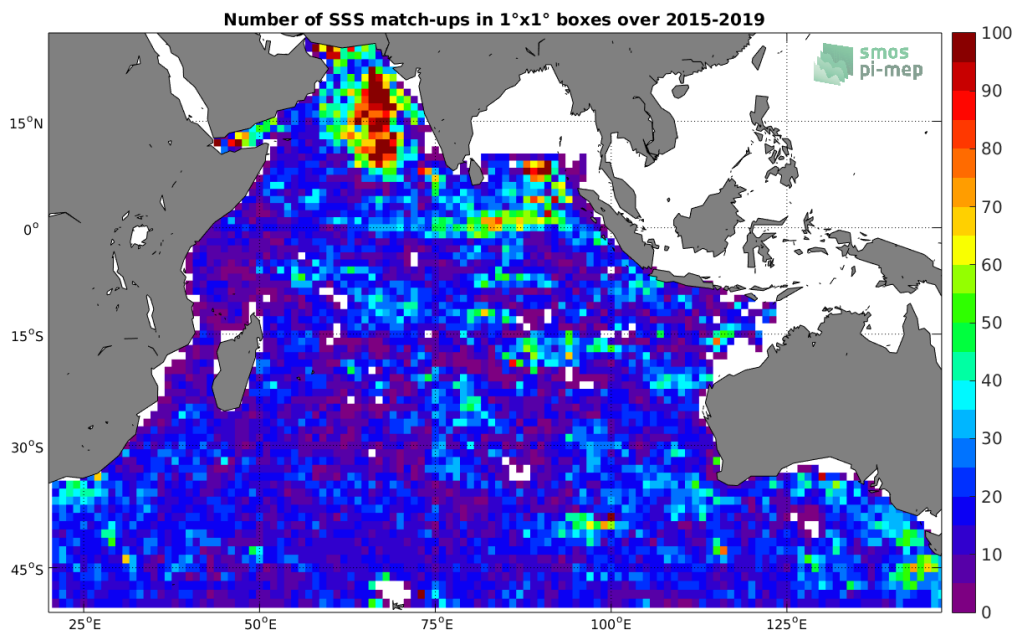 Number of SSS match-ups in 1°x1° boxes over 2015-2019
smos
pi-mep
100
90
80
70
60
50
40
30
20
10
0
15°N
0°
15°S
30°S
45°S
25°E
50°E
75°E
100°E
125°E